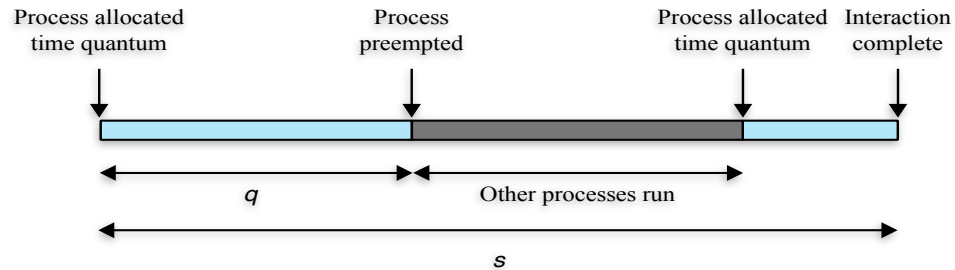 Process allocated
time quantum
Process
preempted
Process allocated
time quantum
Interaction
complete
q
Other processes run
s